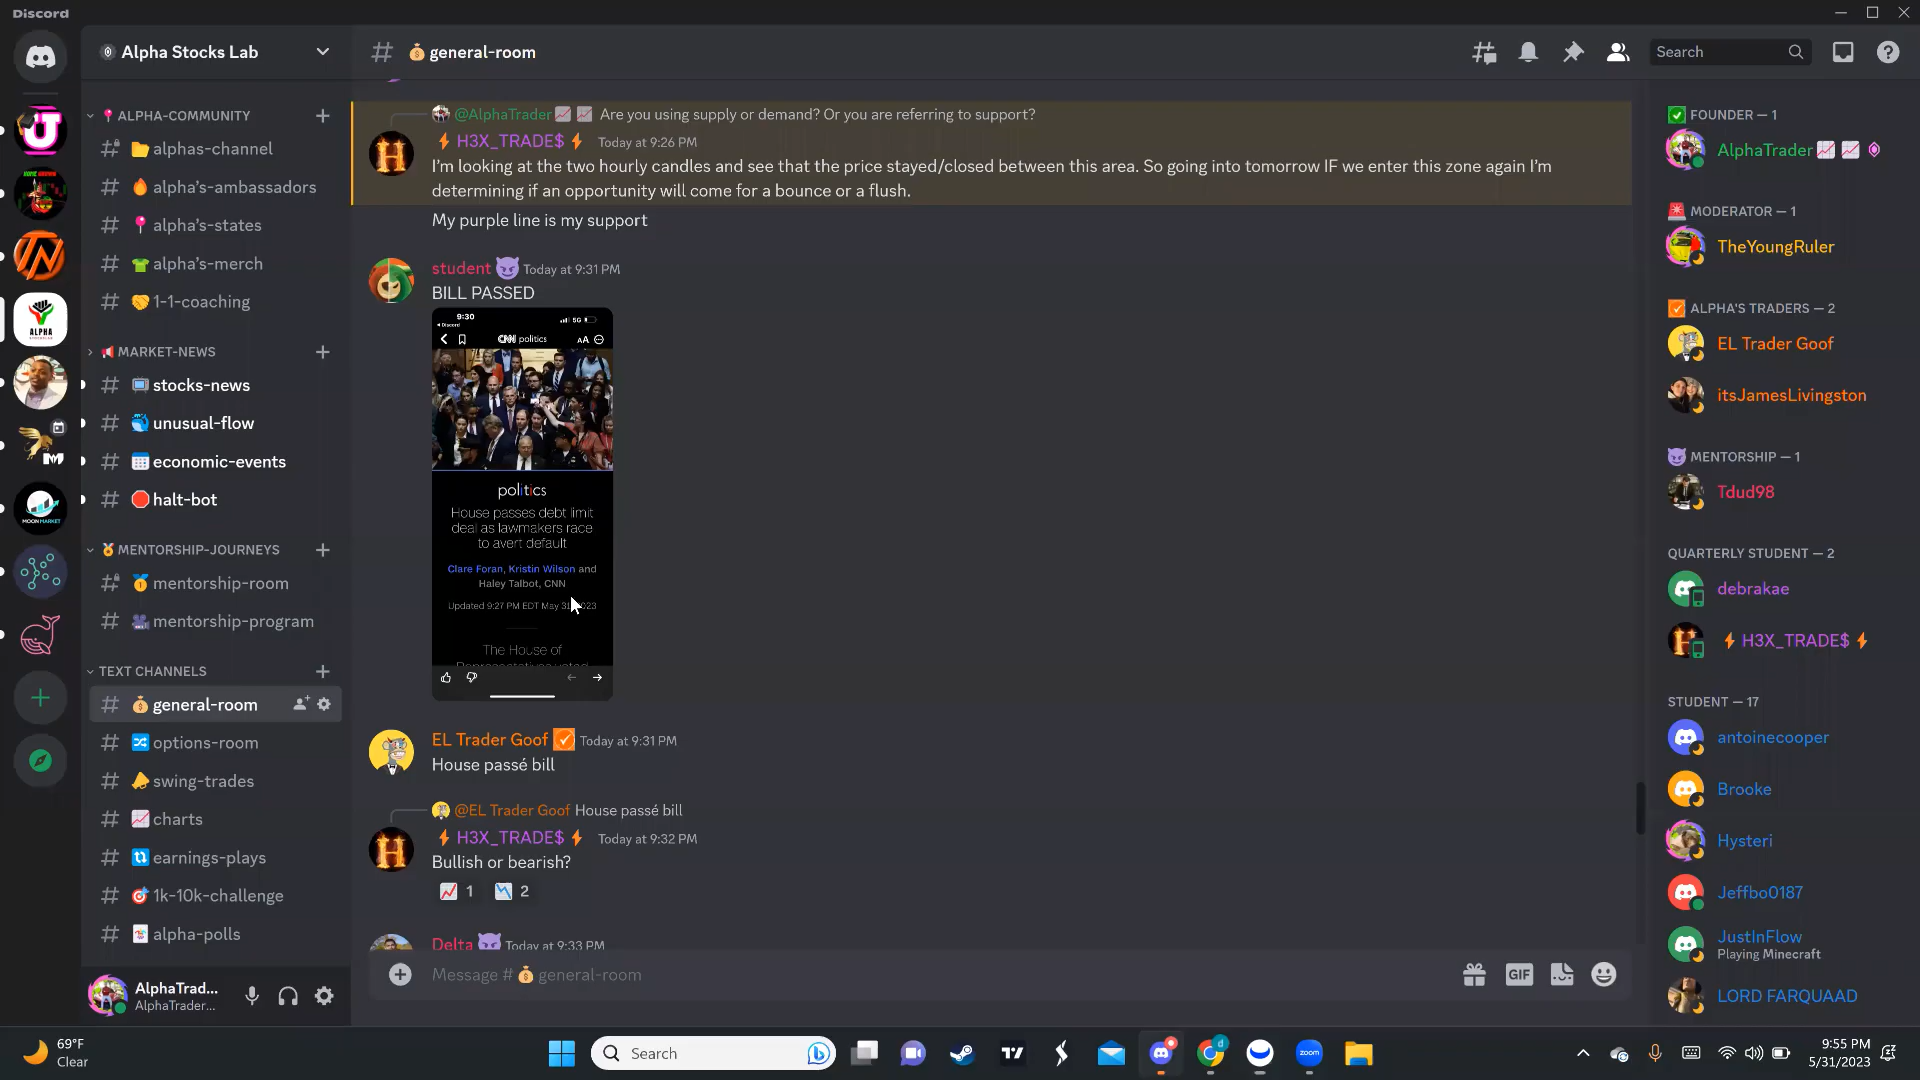 Discord
Alpha Stocks Lab
general-room
Search
ALPHA-COMMUNITY
alphas-channel
alpha's-ambassadors
alpha's-states
alpha's-merch
1-1-coaching
MARKET-NEWS
stocks-news
unusual-flow
economic-events
halt-bot
MENTORSHIP-JOURNEYS
mentorship-room
mentorship-program
TEXT CHANNELS
general-room
options-room
swing-trades
charts
earnings-plays
1k-10k-challenge
alpha-polls
AlphaTrad...
AlphaTrader...
@AlphaTrader Are you using supply or demand? Or you are referring to support?
H3X_TRADE$ Today at 9:26 PM
I'm looking at the two hourly candles and see that the price stayed/closed between this area. So going into tomorrow IF we enter this zone again I'm
determining if an opportunity will come for a bounce or a flush.
My purple line is my support
student Today at 9:31 PM
BILL PASSED
9:30
5G
Discord
CNN politics
AA
politics
House passes debt limit
deal as lawmakers race
to avert default
Clare Foran, Kristin Wilson and
Haley Talbot, CNN
Updated 9:27 PM EDT May 31, 2023
The House of
Representatives voted
EL Trader Goof Today at 9:31 PM
House passé bill
@EL Trader Goof House passé bill
H3X_TRADE$ Today at 9:32 PM
Bullish or bearish?
1 2
Delta Today at 9:33 PM
Message # general-room
GIF
FOUNDER — 1
AlphaTrader
MODERATOR — 1
TheYoungRuler
ALPHA'S TRADERS — 2
EL Trader Goof
itsJamesLivingston
MENTORSHIP — 1
Tdud98
QUARTERLY STUDENT — 2
debrakae
H3X_TRADE$
STUDENT — 17
antoinecooper
Brooke
Hysteri
Jeffbo0187
JustInFlow
Playing Minecraft
LORD FARQUAAD
ALPHA
MOON MARKET
69°F
Clear
Search
zoom
9:55 PM
5/31/2023